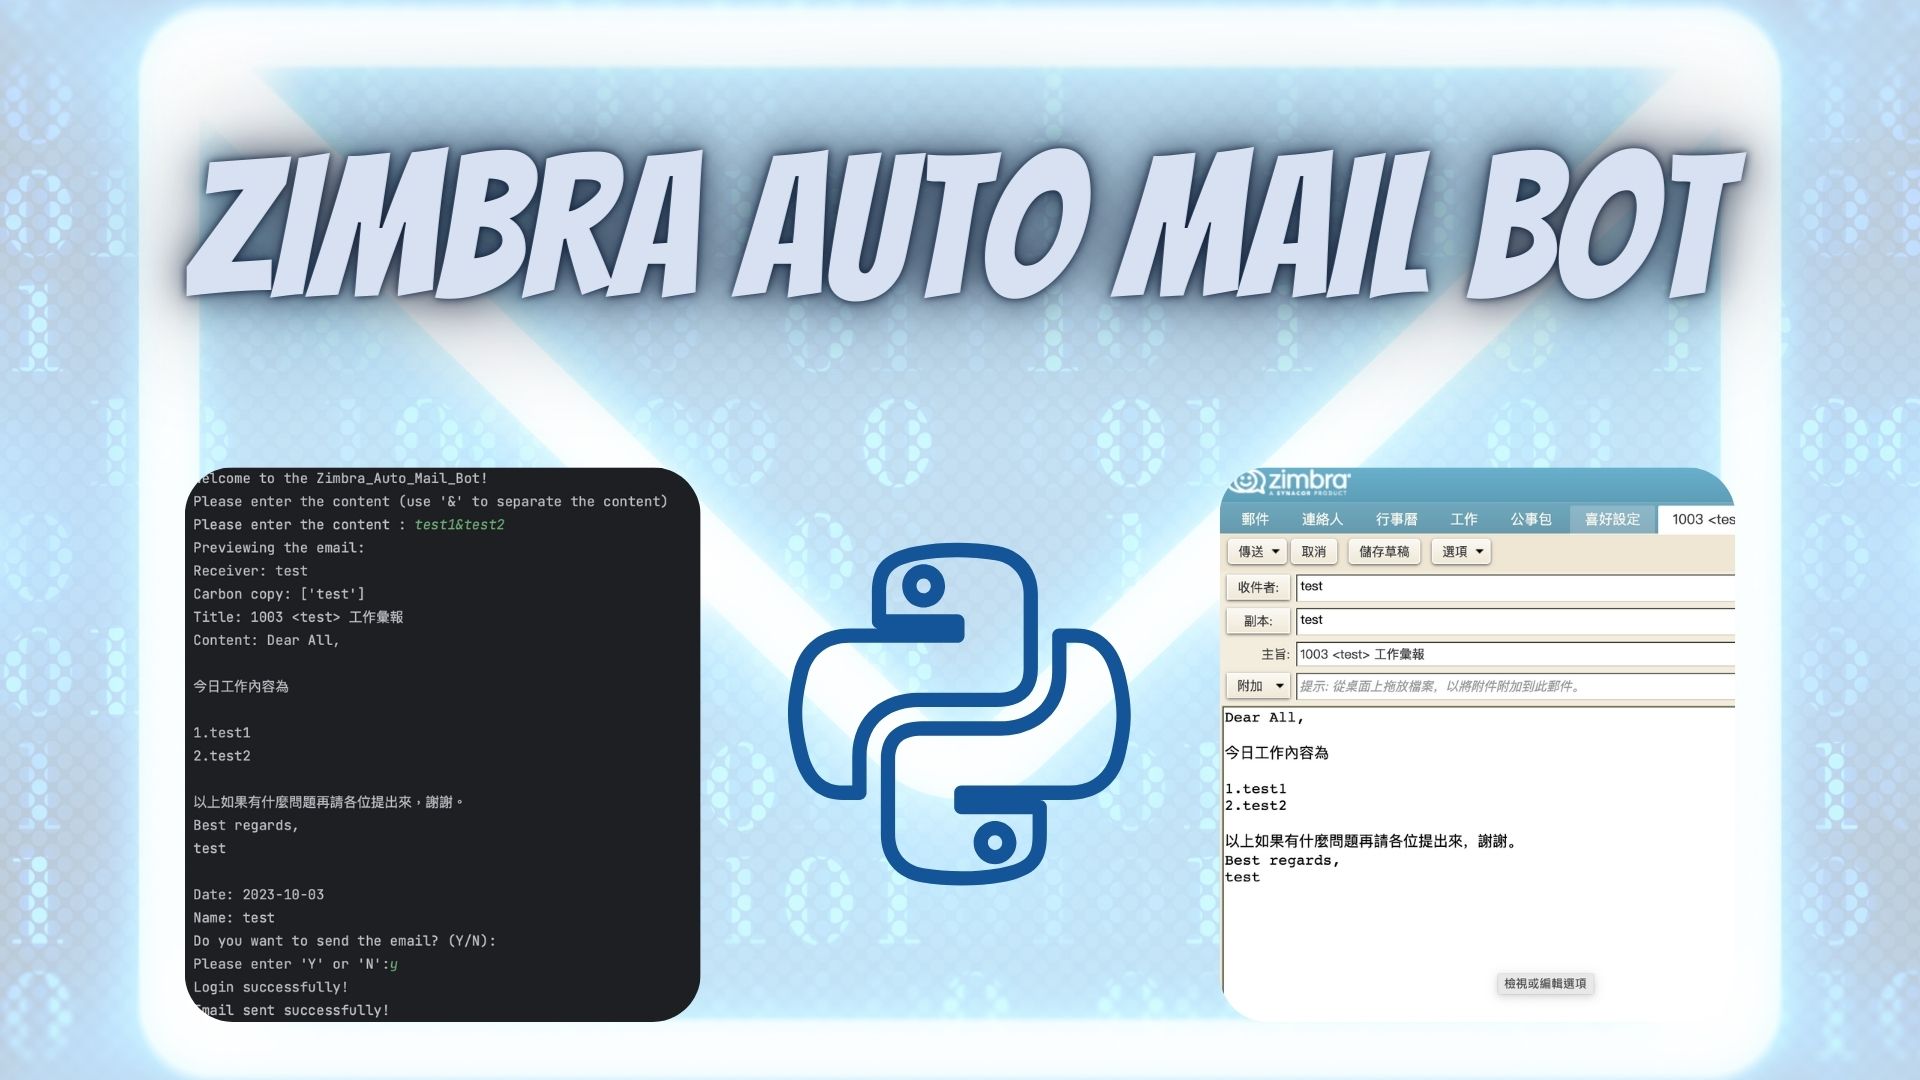 ZIMBRA AUTO MAIL BOT
elcome to the Zimbra_Auto_Mail_Bot!
Please enter the content (use '&' to separate the content)
Please enter the content : test1&test2
Previewing the email:
Receiver: test
Carbon copy: ['test']
Title: 1003 <test> 工作彙報
Content: Dear All,
今日工作內容為
1.test1
2.test2
以上如果有什麼問題再請各位提出來，謝謝。
Best regards,
test
Date: 2023-10-03
Name: test
Do you want to send the email? (Y/N):
Please enter 'Y' or 'N':y
Login successfully!
mail sent successfully!
zimbra
A SYNACOR PRODUCT
郵件 連絡人 行事曆 工作 公事包 喜好設定 1003 <tes
傳送 取消 儲存草稿 選項
收件者: test
副本: test
主旨: 1003 <test> 工作彙報
附加 提示: 從桌面上拖放檔案，以將附件附加到此郵件。
Dear All,
今日工作內容為
1.test1
2.test2
以上如果有什麼問題再請各位提出來，謝謝。
Best regards,
test
檢視或編輯選項